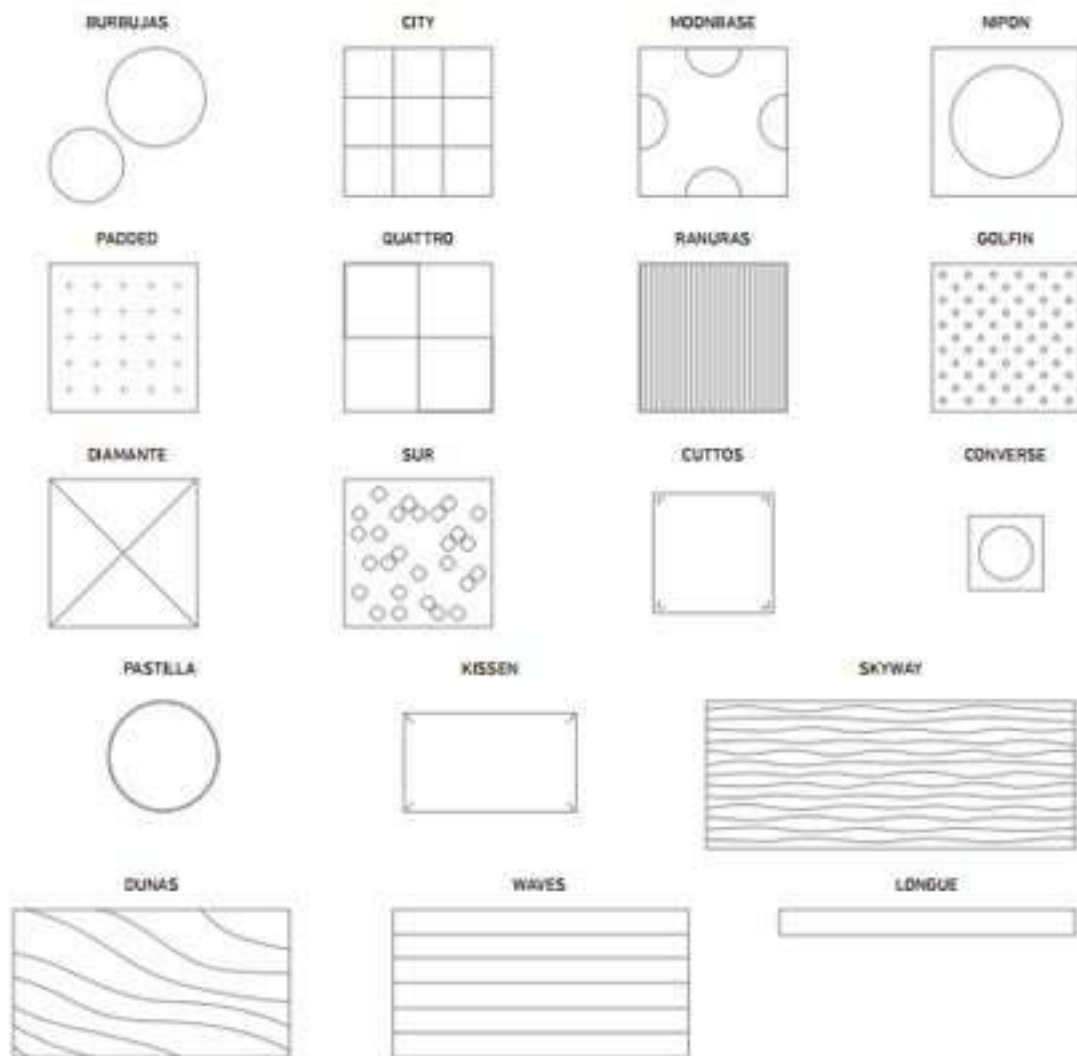 BURBUJAS CITY MOONBASE NIPON
PADDED QUATTRO RANURAS GOLFIN
DIAMANTE SUR CUTTOS CONVERSE
PASTILLA KISSEN SKYWAY
DUNAS WAVES LONGUE